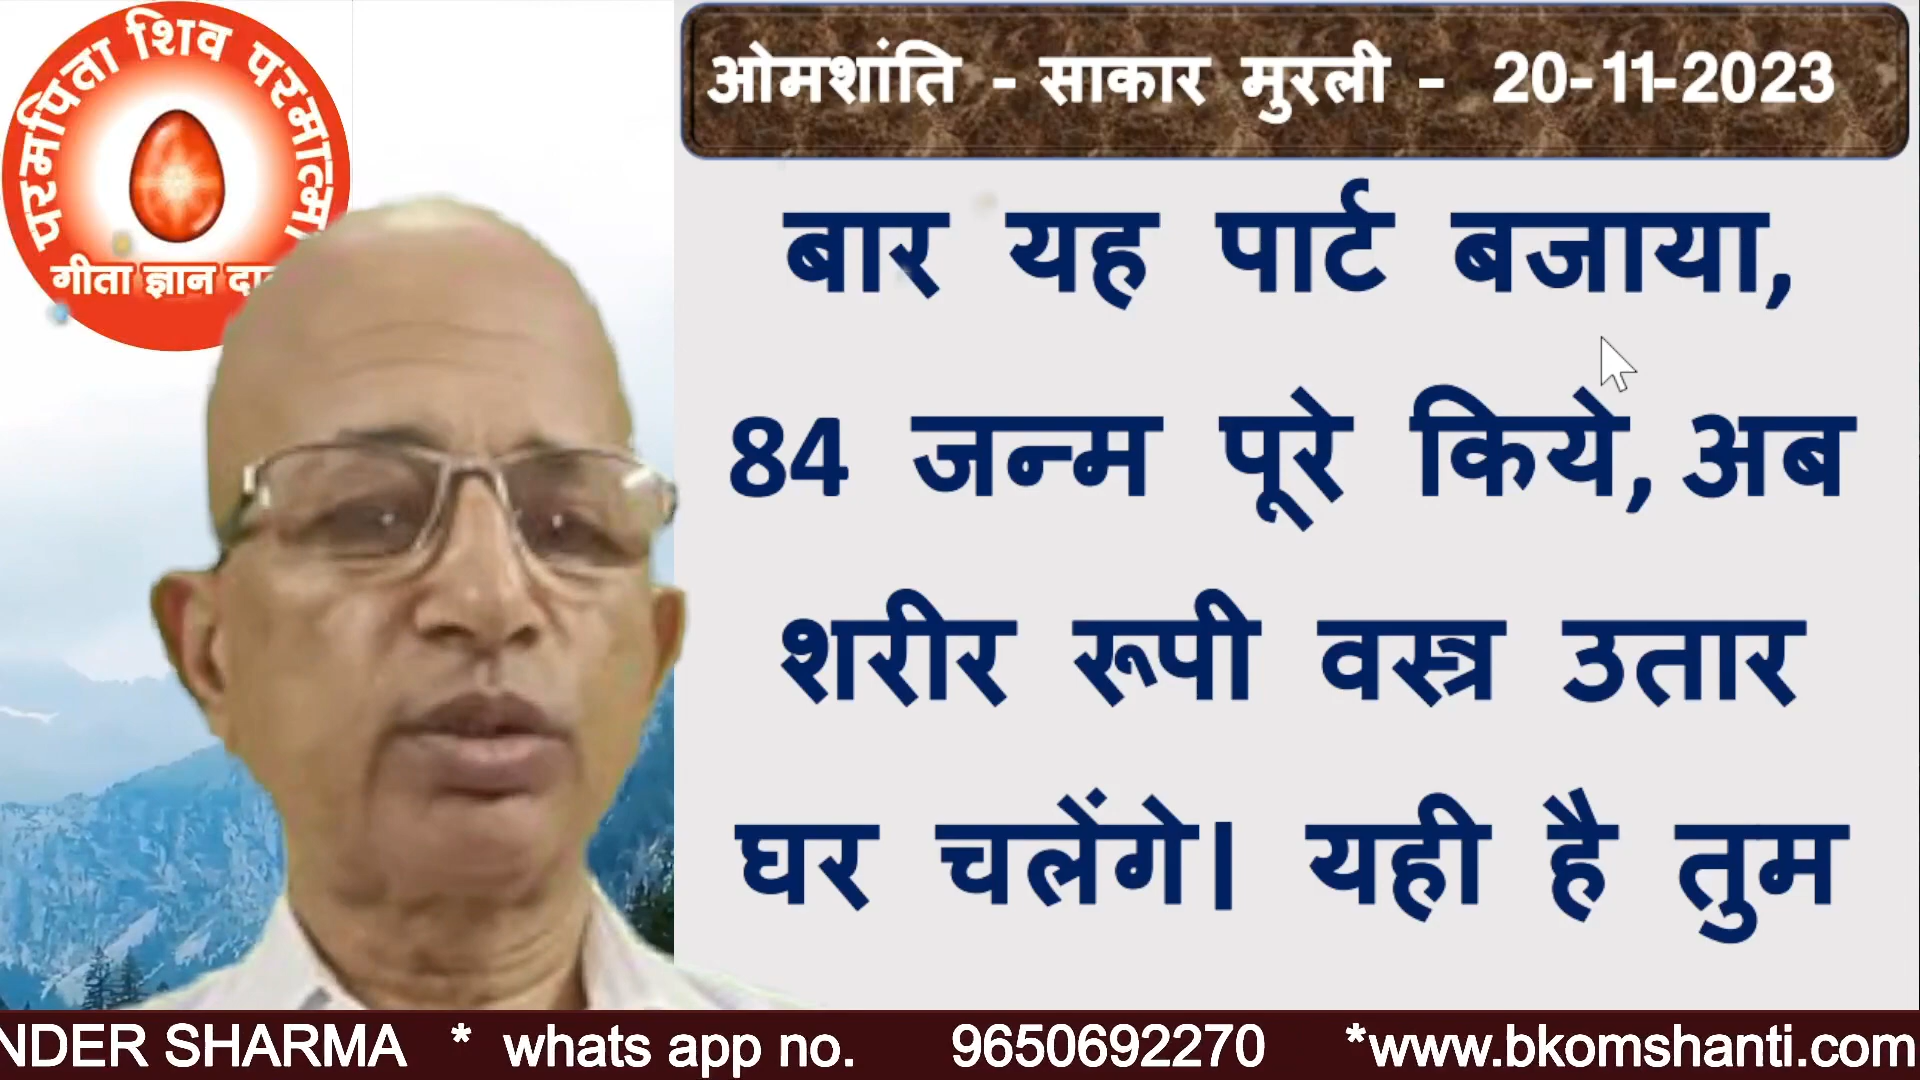 परमपिता शिव परमात्मा
गीता ज्ञान
ओमशांति - साकार मुरली - 20-11-2023
बार यह पार्ट बजाया,
84 जन्म पूरे किये, अब
शरीर रूपी वस्त्र उतार
घर चलेंगे। यही है तुम
NDER SHARMA * whats app no. 9650692270 *www.bkomshanti.com